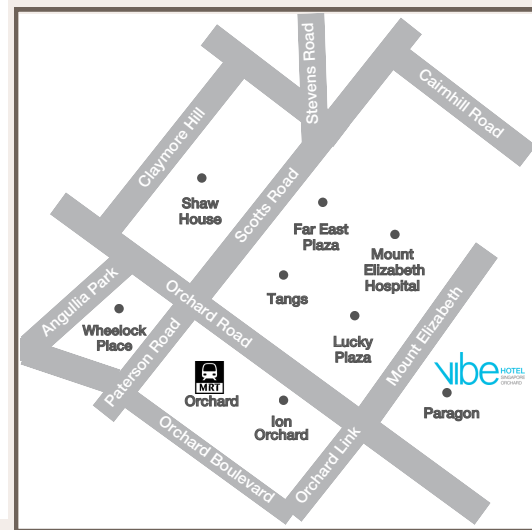 Stevens Road
Cairnhill Road
Claymore Hill
Scotts Road
Shaw
House
Far East
Plaza
Mount
Elizabeth
Hospital
Angullia Park
Orchard Road
Tangs
Mount Elizabeth
Wheelock
Place
Paterson Road
Lucky
Plaza
MRT
Orchard
Vibe HOTEL
SINGAPORE
ORCHARD
Ion
Orchard
Paragon
Orchard Boulevard
Orchard Link